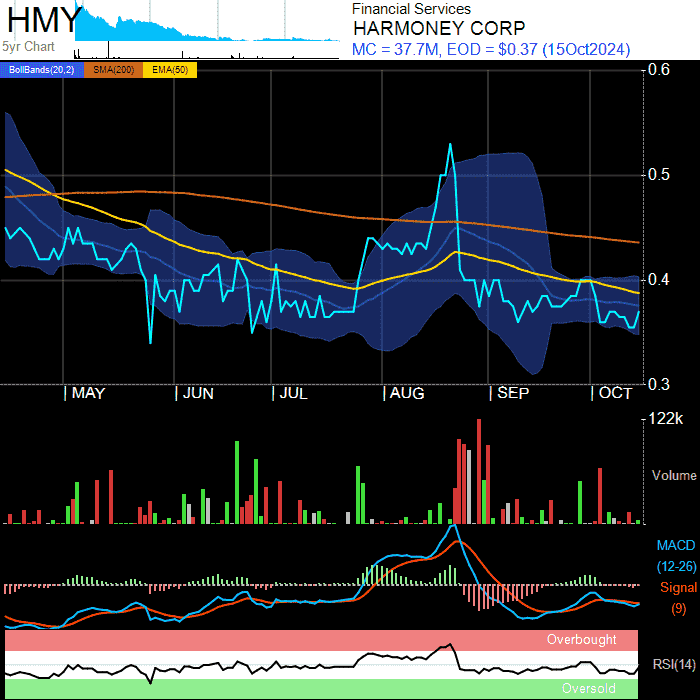 HMY
5yr Chart
Financial Services
HARMONEY CORP
MC = 37.7M, EOD = $0.37 (15Oct2024)
BollBands(20,2) SMA(200) EMA(50)
0.6
0.5
0.4
0.3
MAY JUN JUL AUG SEP OCT
122k
Volume
MACD
(12-26)
Signal
(9)
Overbought
RSI(14)
Oversold